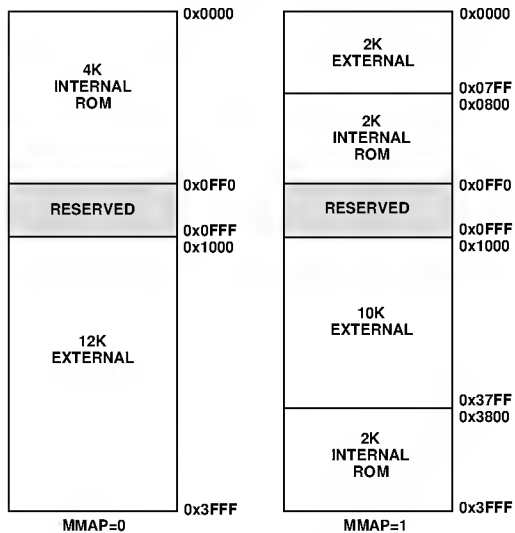 0x0000
4K
INTERNAL
ROM
0x0FF0
RESERVED
0x0FFF
0x1000
12K
EXTERNAL
0x3FFF
MMAP=0
0x0000
2K
EXTERNAL
0x07FF
0x0800
2K
INTERNAL
ROM
0x0FF0
RESERVED
0x0FFF
0x1000
10K
EXTERNAL
0x37FF
0x3800
2K
INTERNAL
ROM
0x3FFF
MMAP=1